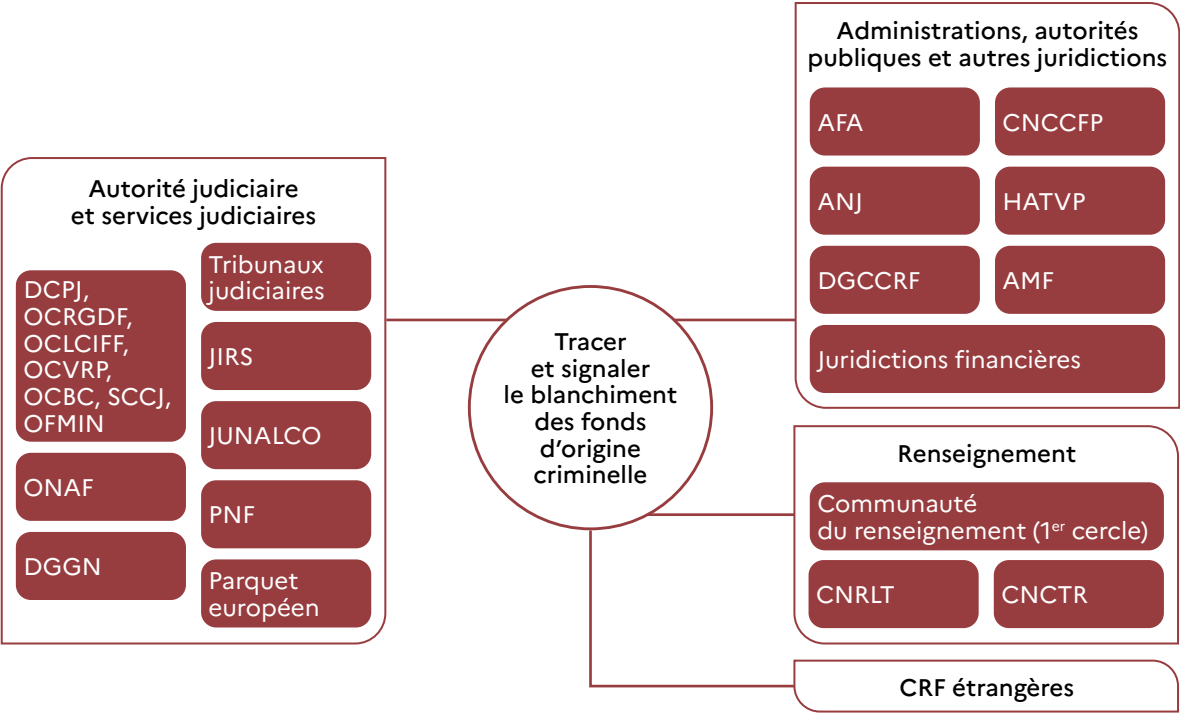 Autorité judiciaire
et services judiciaires
DCPJ,
OCRGDF,
OCLCIFF,
OCVRP,
OCBC, SCCJ,
OFMIN
ONAF
DGGN
Tribunaux
judiciaires
JIRS
JUNALCO
PNF
Parquet
européen
Tracer
et signaler
le blanchiment
des fonds
d’origine
criminelle
Administrations, autorités
publiques et autres juridictions
AFA
CNCCFP
ANJ
HATVP
DGCCRF
AMF
Juridictions financières
Renseignement
Communauté
du renseignement (1er cercle)
CNRLT
CNCTR
CRF étrangères